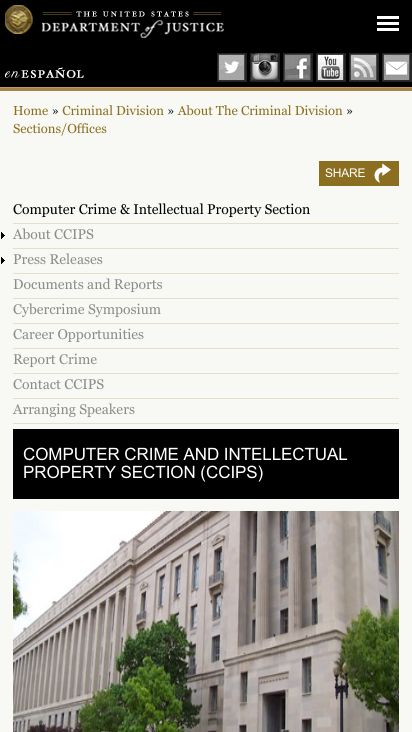 THE UNITED STATES
DEPARTMENT of JUSTICE
en ESPAÑOL
You
Tube
Home » Criminal Division » About The Criminal Division »
Sections/Offices
SHARE
Computer Crime & Intellectual Property Section
About CCIPS
Press Releases
Documents and Reports
Cybercrime Symposium
Career Opportunities
Report Crime
Contact CCIPS
Arranging Speakers
COMPUTER CRIME AND INTELLECTUAL
PROPERTY SECTION (CCIPS)